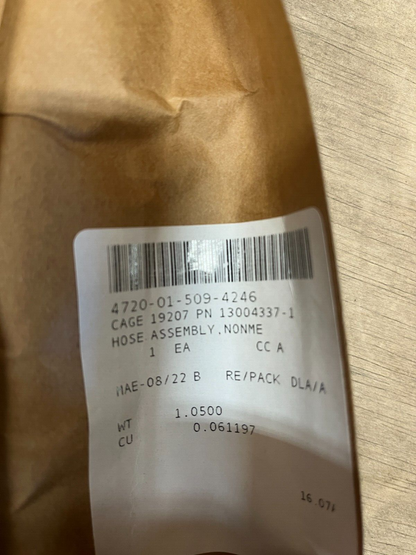 4720-01-509-4246
CAGE 19207 PN 13004337-1
HOSE ASSEMBLY,NONME
1 EA CC A
08/22 B RE/PACK DLA/A
WT 1.0500
CU 0.061197